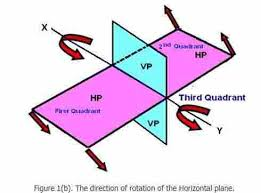 X
2nd Quadrant
VP
HP
HP
Third Quadrant
First Quadrant
VP
Y
Figure 1(b). The direction of rotation of the Horizontal plane.